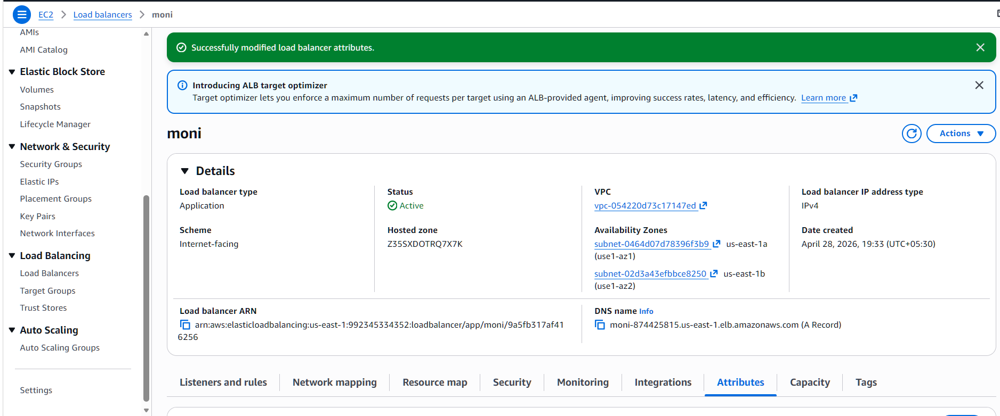 EC2 > Load balancers > moni
AMIs
AMI Catalog
Elastic Block Store
Volumes
Snapshots
Lifecycle Manager
Network & Security
Security Groups
Elastic IPs
Placement Groups
Key Pairs
Network Interfaces
Load Balancing
Load Balancers
Target Groups
Trust Stores
Auto Scaling
Auto Scaling Groups
Settings
Successfully modified load balancer attributes.
Introducing ALB target optimizer
Target optimizer lets you enforce a maximum number of requests per target using an ALB-provided agent, improving success rates, latency, and efficiency. Learn more
moni
Actions
Details
Load balancer type
Application
Status
Active
VPC
vpc-054220d73c17147ed
Load balancer IP address type
IPv4
Scheme
Internet-facing
Hosted zone
Z35SXDOTRQ7X7K
Availability Zones
subnet-0464d07d78396f3b9 us-east-1a
(use1-az1)
subnet-02d3a43efbbce8250 us-east-1b
(use1-az2)
Date created
April 28, 2026, 19:33 (UTC+05:30)
Load balancer ARN
arn:aws:elasticloadbalancing:us-east-1:992345334352:loadbalancer/app/moni/9a5fb317af41
6256
DNS name Info
moni-874425815.us-east-1.elb.amazonaws.com (A Record)
Listeners and rules
Network mapping
Resource map
Security
Monitoring
Integrations
Attributes
Capacity
Tags